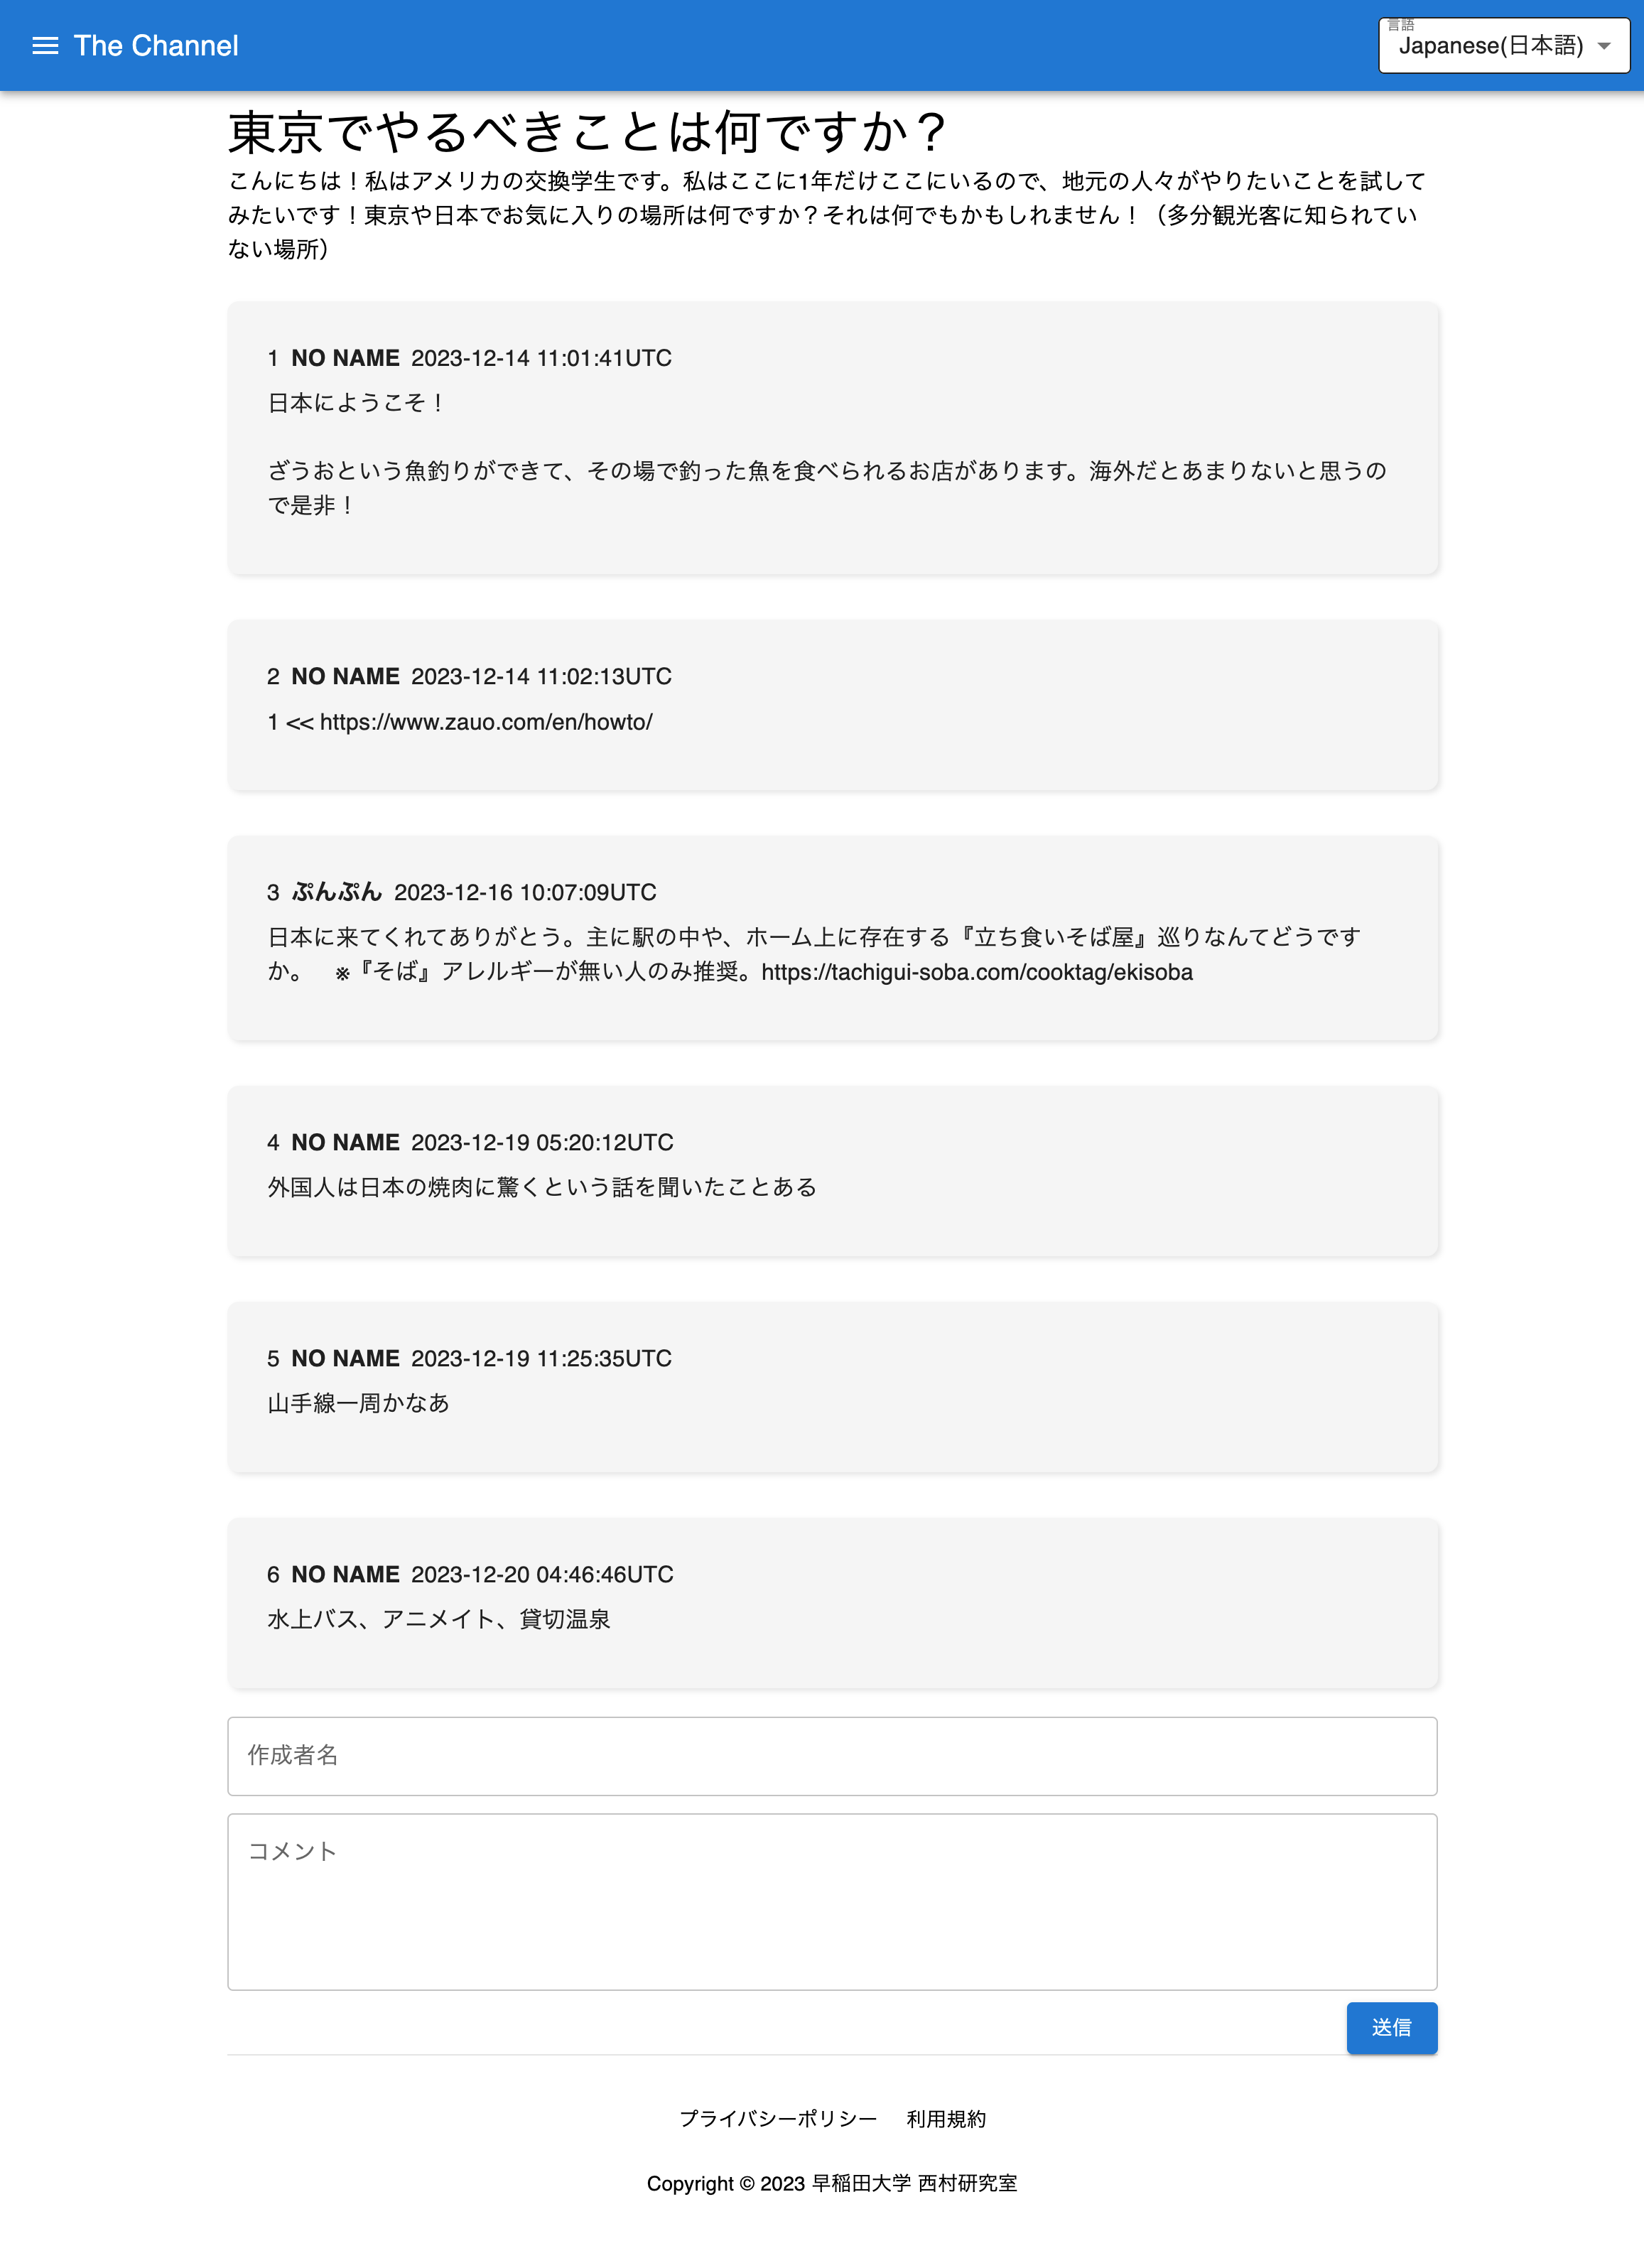 The Channel
言語
Japanese(日本語)
東京でやるべきことは何ですか？
こんにちは！私はアメリカの交換学生です。私はここに1年だけここにいるので、地元の人々がやりたいことを試して
みたいです！東京や日本でお気に入りの場所は何ですか？それは何でもかもしれません！（多分観光客に知られてい
ない場所）
1 NO NAME 2023-12-14 11:01:41UTC
日本にようこそ！
ざうおという魚釣りができて、その場で釣った魚を食べられるお店があります。海外だとあまりないと思うの
で是非！
2 NO NAME 2023-12-14 11:02:13UTC
1 << https://www.zauo.com/en/howto/
3 ぷんぷん 2023-12-16 10:07:09UTC
日本に来てくれてありがとう。主に駅の中や、ホーム上に存在する『立ち食いそば屋』巡りなんてどうです
か。　※『そば』アレルギーが無い人のみ推奨。https://tachigui-soba.com/cooktag/ekisoba
4 NO NAME 2023-12-19 05:20:12UTC
外国人は日本の焼肉に驚くという話を聞いたことある
5 NO NAME 2023-12-19 11:25:35UTC
山手線一周かなあ
6 NO NAME 2023-12-20 04:46:46UTC
水上バス、アニメイト、貸切温泉
作成者名
コメント
送信
プライバシーポリシー 利用規約
Copyright © 2023 早稲田大学 西村研究室